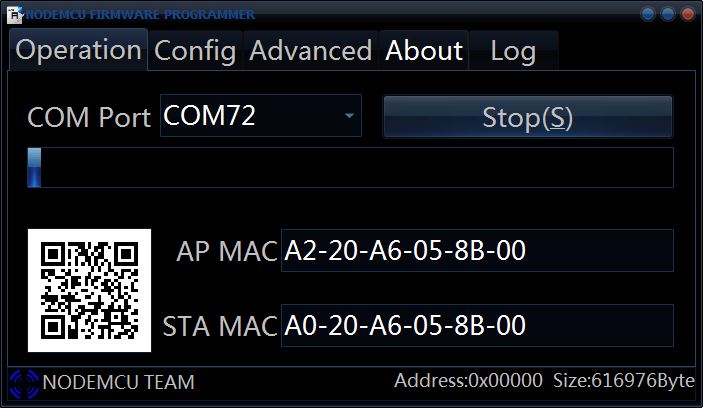 NODEMCU FIRMWARE PROGRAMMER
Operation Config Advanced About Log
COM Port COM72 Stop(S)
AP MAC A2-20-A6-05-8B-00
STA MAC A0-20-A6-05-8B-00
NODEMCU TEAM Address:0x00000 Size:616976Byte